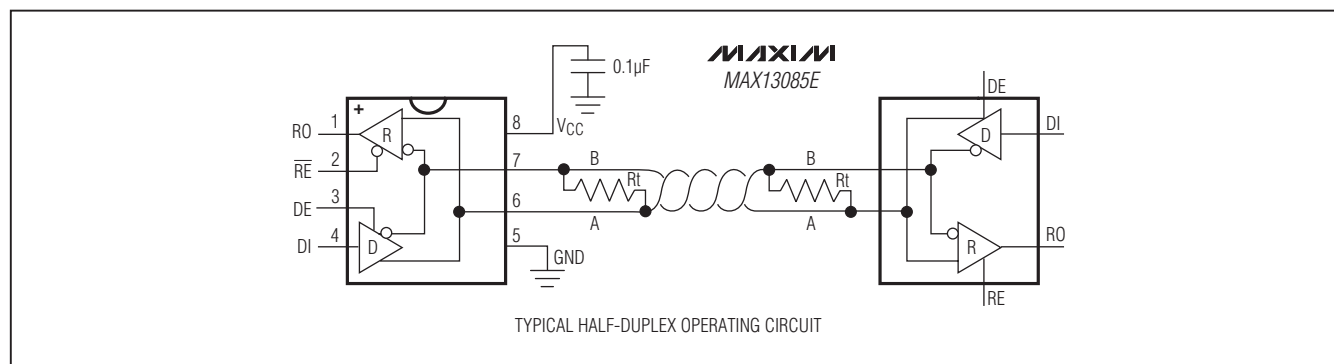 0.1µF
MAXIM
MAX13085E
DE
+
RO 1
R
8 VCC
D
DI
RE 2
7
B
Rt
B
Rt
DE 3
6
A
A
DI 4
D
5
GND
R
RO
RE
TYPICAL HALF-DUPLEX OPERATING CIRCUIT